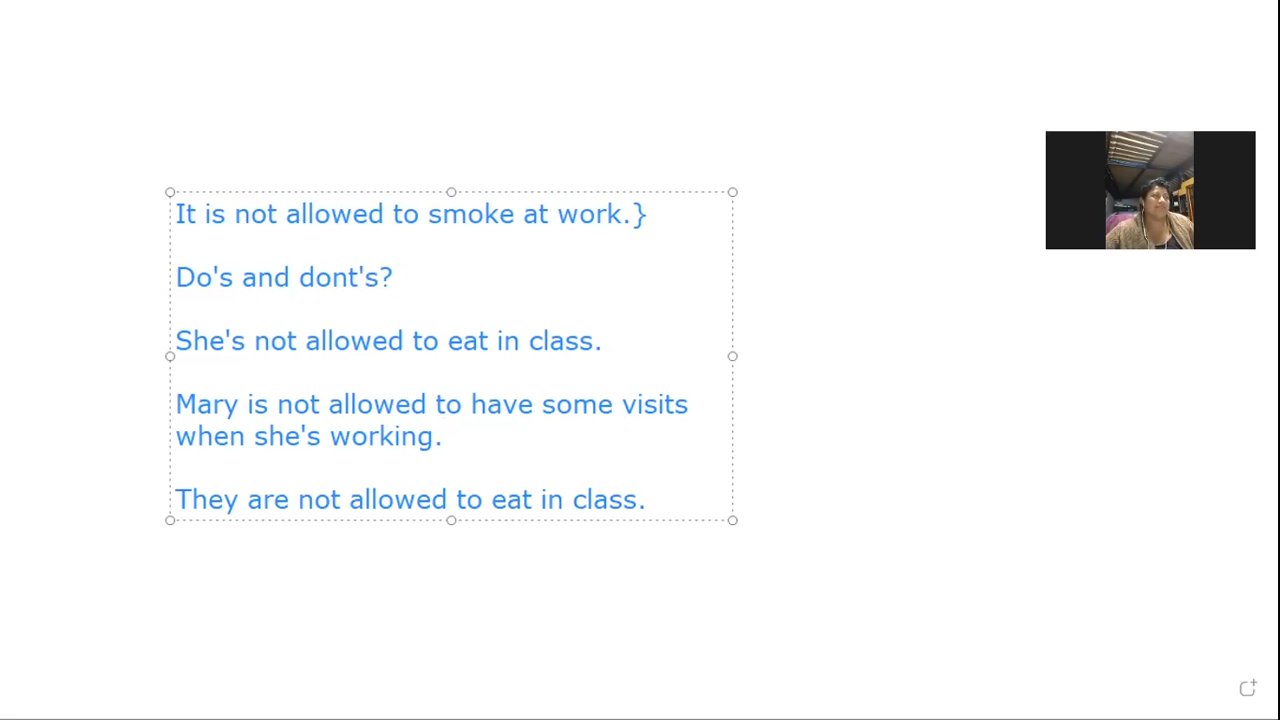 It is not allowed to smoke at work.}
Do's and dont's?
She's not allowed to eat in class.
Mary is not allowed to have some visits
when she's working.
They are not allowed to eat in class.